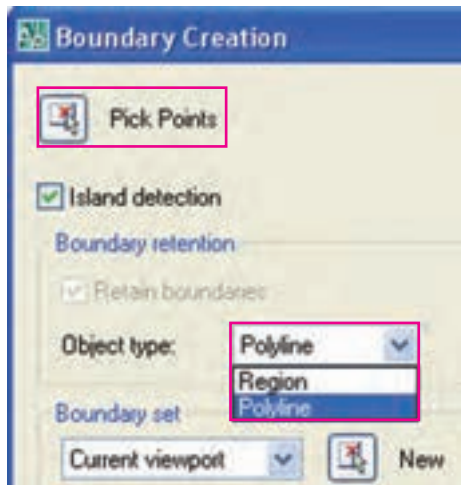 Boundary Creation
Pick Points
Island detection
Boundary retention
Retain boundaries
Object type: Polyline
Region
Polyline
Boundary set
Current viewport New